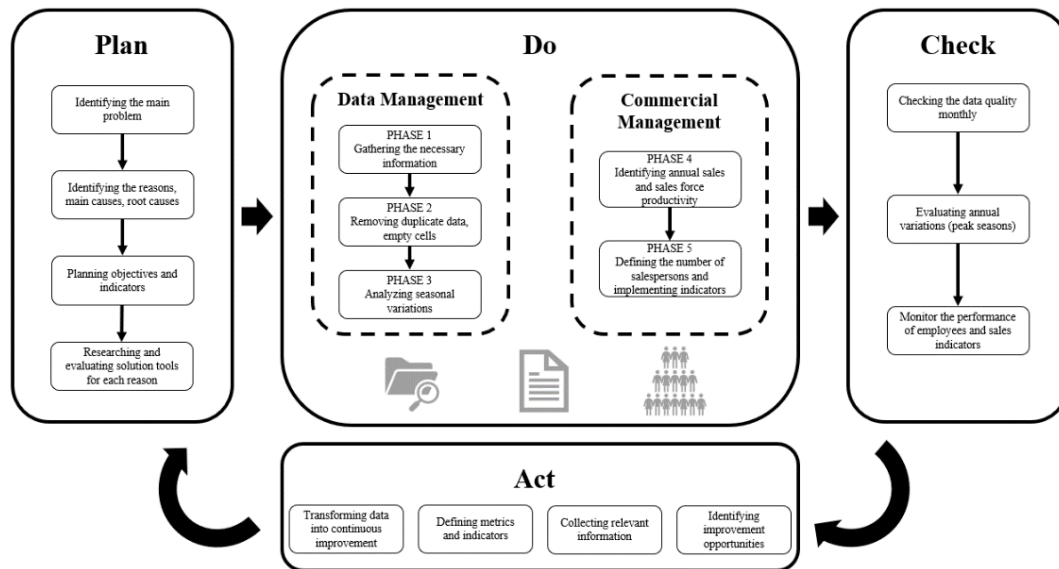 Plan
Identifying the main
problem
Identifying the reasons,
main causes, root causes
Planning objectives and
indicators
Researching and
evaluating solution tools
for each reason
Do
Data Management
PHASE 1
Gathering the necessary
information
PHASE 2
Removing duplicate data,
empty cells
PHASE 3
Analyzing seasonal
variations
Commercial
Management
PHASE 4
Identifying annual sales
and sales force
productivity
PHASE 5
Defining the number of
salespersons and
implementing indicators
Check
Checking the data quality
monthly
Evaluating annual
variations (peak seasons)
Monitor the performance
of employees and sales
indicators
Act
Transforming data
into continuous
improvement
Defining metrics
and indicators
Collecting relevant
information
Identifying
improvement
opportunities